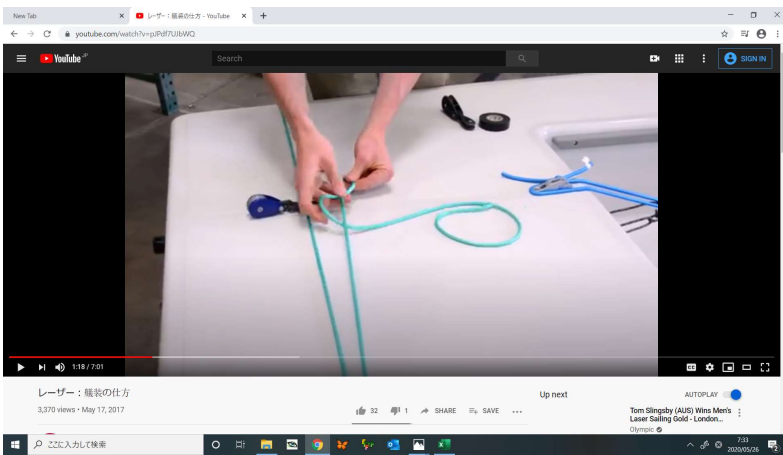 New Tab
レーザー：艤装の仕方 - YouTube
youtube.com/watch?v=pJPdf7UJbWQ
YouTube JP
Search
SIGN IN
1:18 / 7:01
レーザー：艤装の仕方
3,370 views • May 17, 2017
32
1
SHARE
SAVE
Up next
AUTOPLAY
Tom Slingsby (AUS) Wins Men's
Laser Sailing Gold - London...
Olympic
ここに入力して検索
7:33
2020/05/26